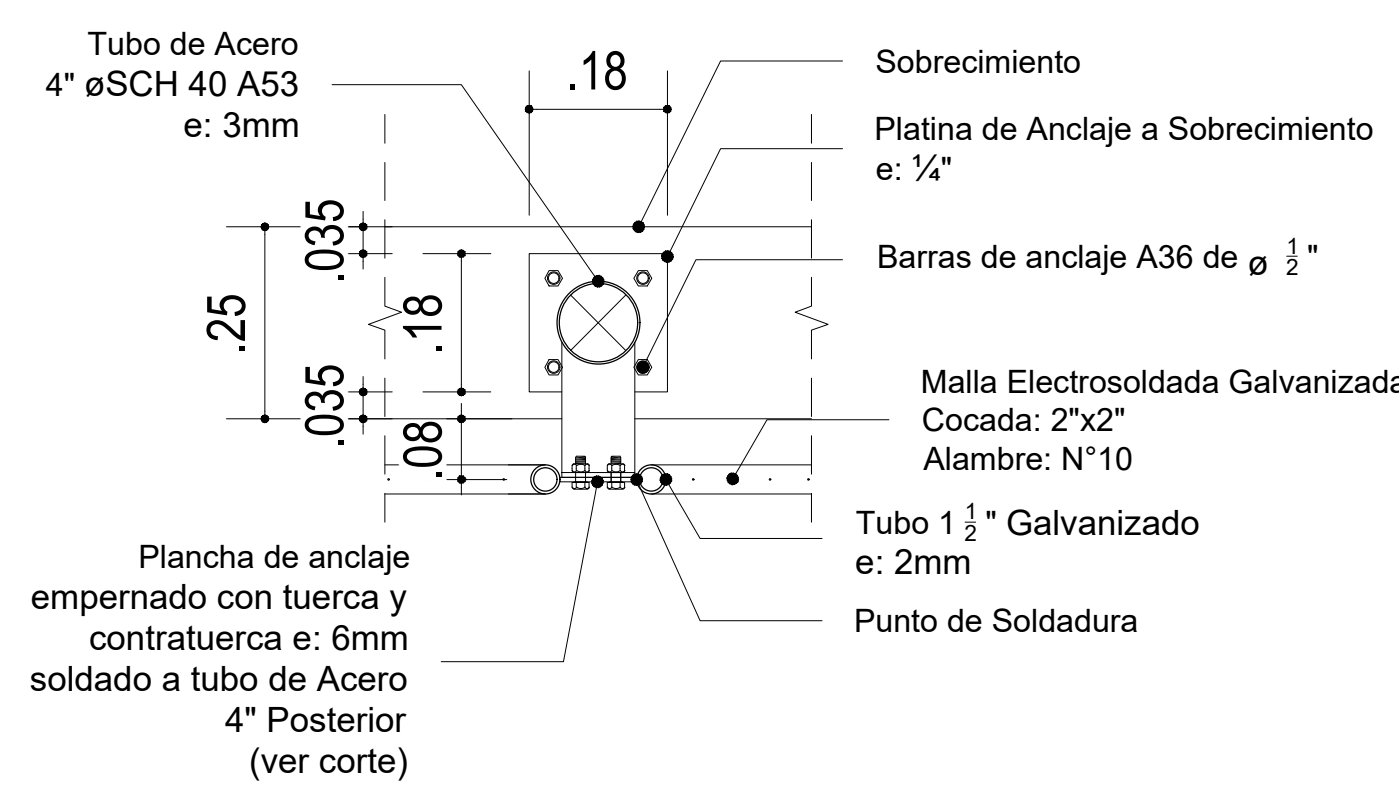 Tubo de Acero
4" øSCH 40 A53
e: 3mm
.18
Sobrecimiento
Platina de Anclaje a Sobrecimiento
e: ¼"
Barras de anclaje A36 de ø 1/2"
.035
.25
.18
.035
.08
Malla Electrosoldada Galvanizada
Cocada: 2"x2"
Alambre: N°10
Tubo 1 1/2" Galvanizado
e: 2mm
Punto de Soldadura
Plancha de anclaje
empernado con tuerca y
contratuerca e: 6mm
soldado a tubo de Acero
4" Posterior
(ver corte)